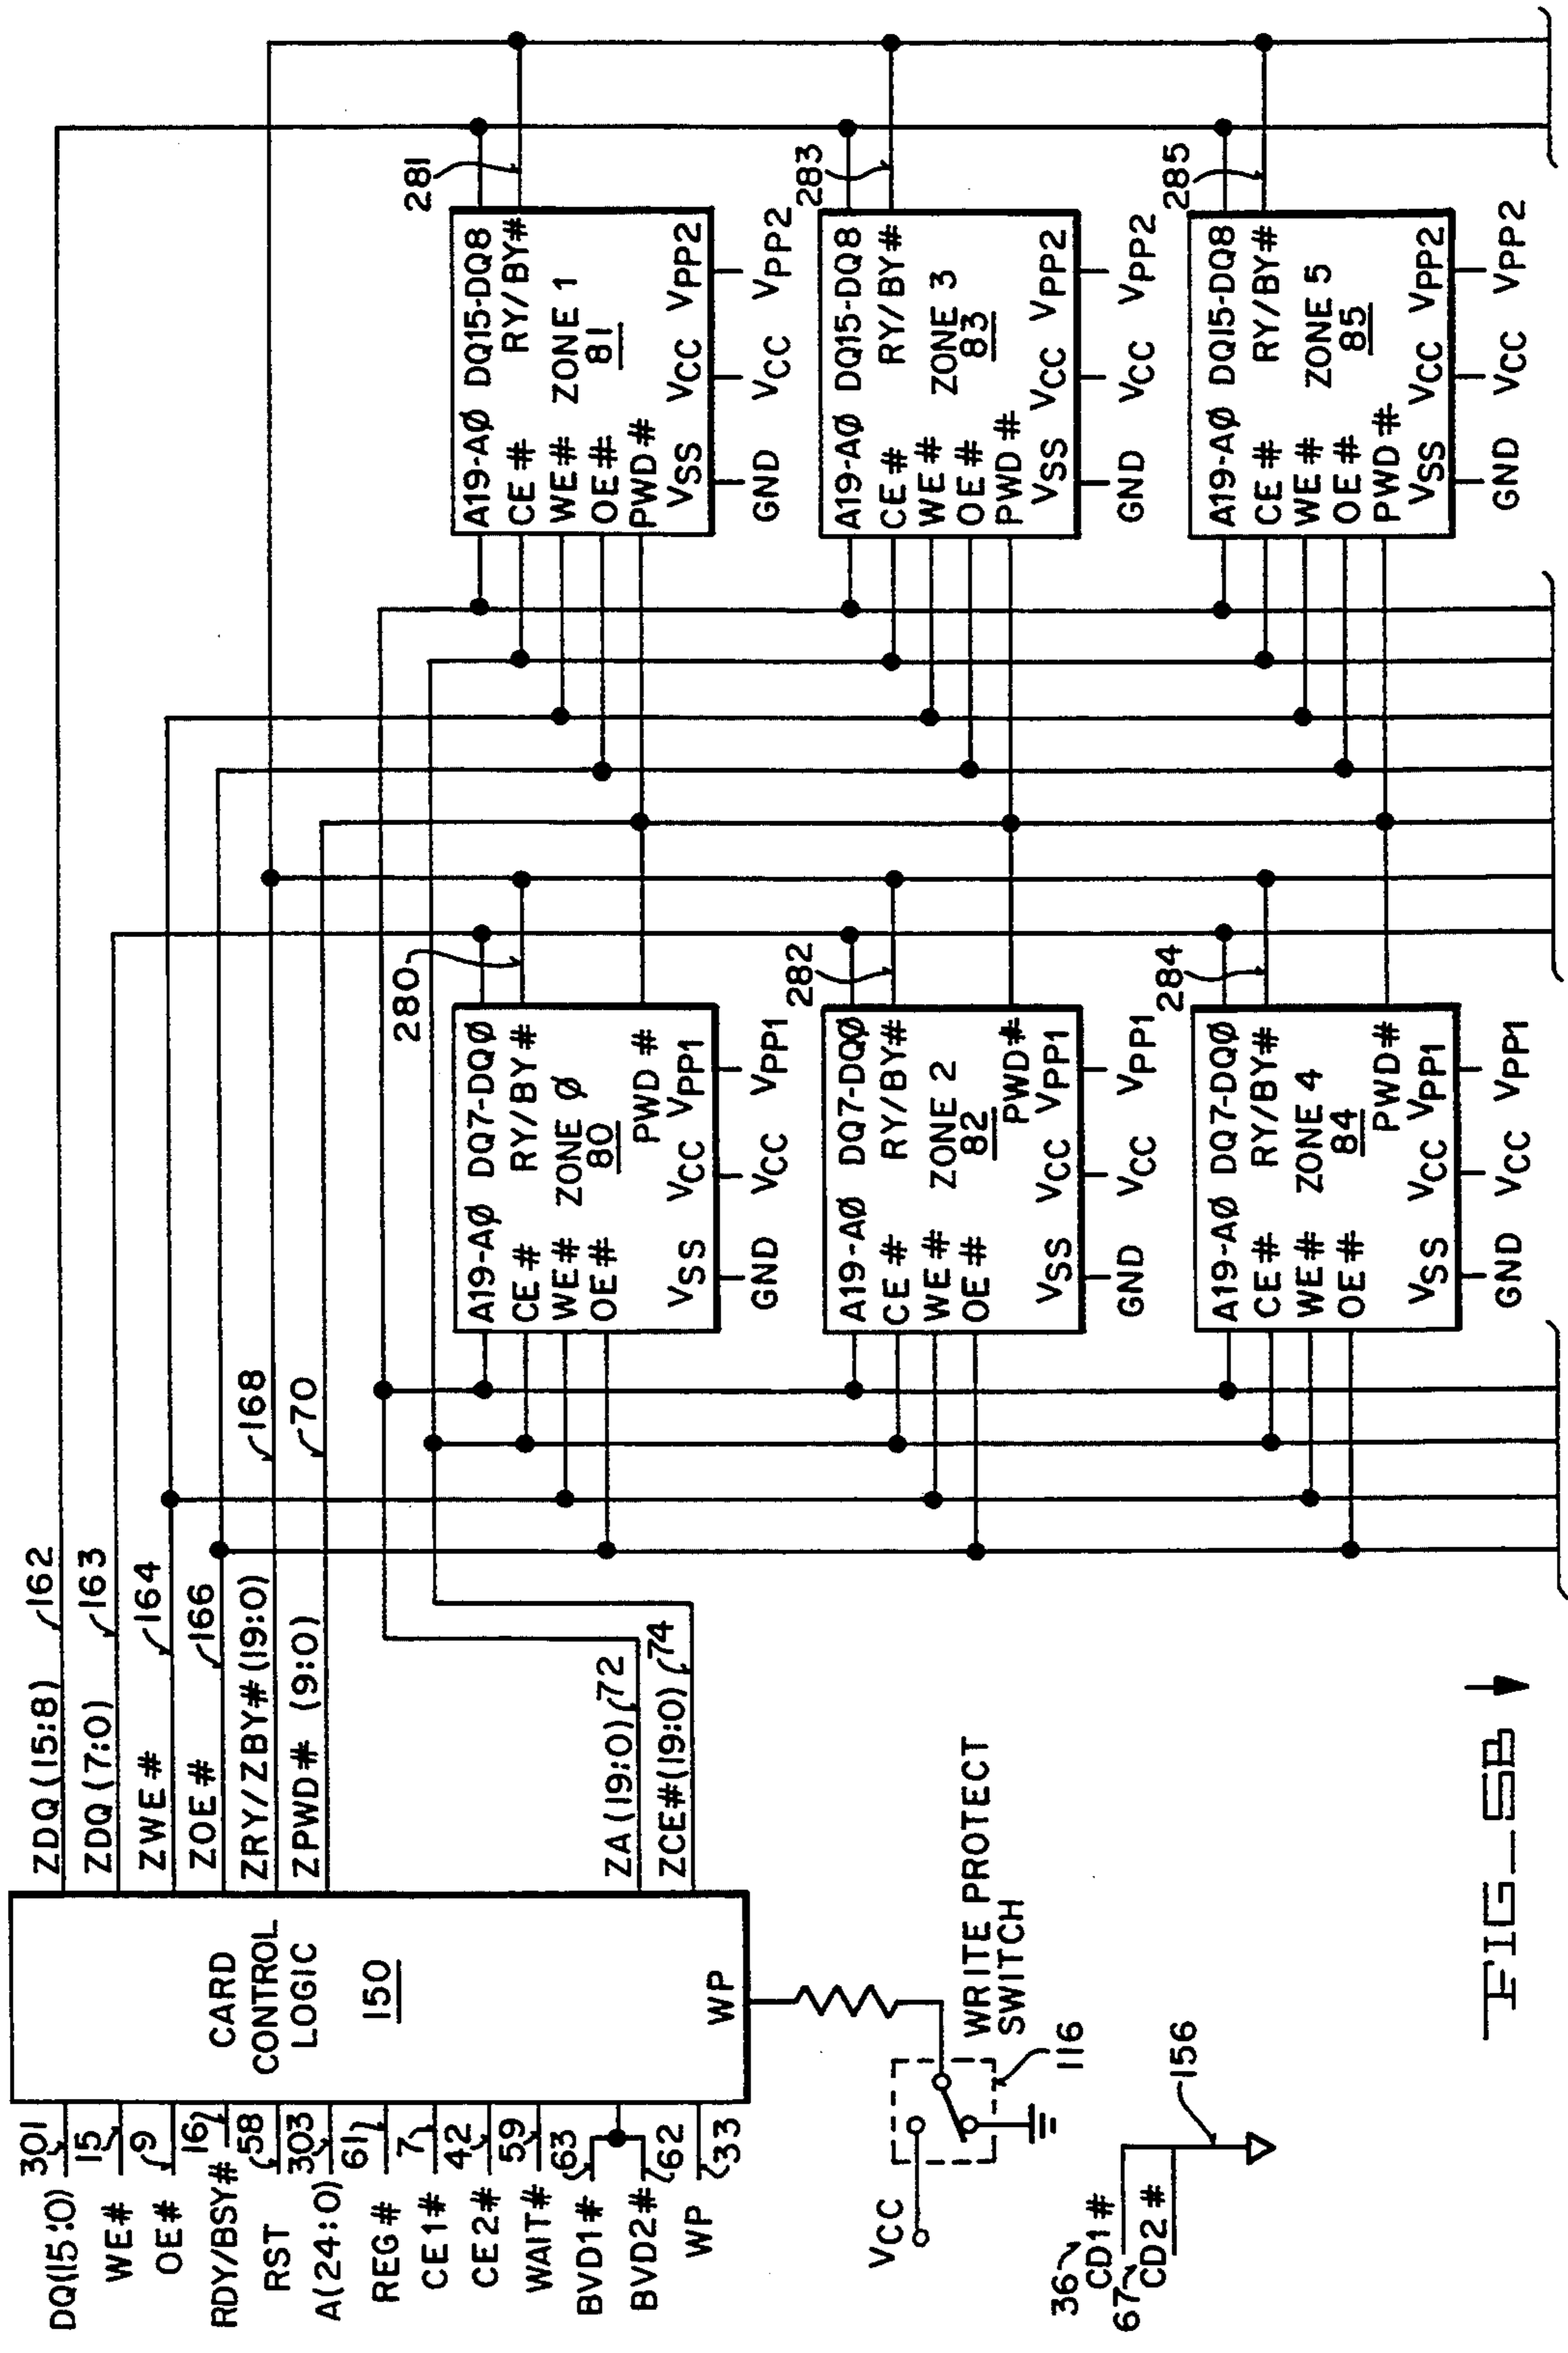 DQ(15:0) 301
WE# 15
OE# 9
RDY/BSY# 16
RST 58
A(24:0) 303
REG# 61
CE1# 7
CE2# 42
WAIT# 59
BVD1# 63
BVD2# 62
WP 33
CARD
CONTROL
LOGIC
150
WP
ZDQ (15:8) 162
ZDQ (7:0) 163
ZWE# 164
ZOE# 166
ZRY/ZBY# (19:0) 168
ZPWD# (9:0) 70
ZA (19:0) 72
ZCE# (19:0) 74
VCC
WRITE PROTECT
SWITCH
116
36
CD1#
67
CD2#
156
280
A19-AØ DQ7-DQØ
CE# RY/BY#
WE# ZONE Ø
OE# 80
PWD#
VSS VCC VPP1
GND VCC VPP1
281
A19-AØ DQ15-DQ8
CE# RY/BY#
WE# ZONE 1
OE# 81
PWD#
VSS VCC VPP2
GND VCC VPP2
282
A19-AØ DQ7-DQØ
CE# RY/BY#
WE# ZONE 2
OE# 82
PWD#
VSS VCC VPP1
GND VCC VPP1
283
A19-AØ DQ15-DQ8
CE# RY/BY#
WE# ZONE 3
OE# 83
PWD#
VSS VCC VPP2
GND VCC VPP2
284
A19-AØ DQ7-DQØ
CE# RY/BY#
WE# ZONE 4
OE# 84
PWD#
VSS VCC VPP1
GND VCC VPP1
285
A19-AØ DQ15-DQ8
CE# RY/BY#
WE# ZONE 5
OE# 85
PWD#
VSS VCC VPP2
GND VCC VPP2
FIG_5B